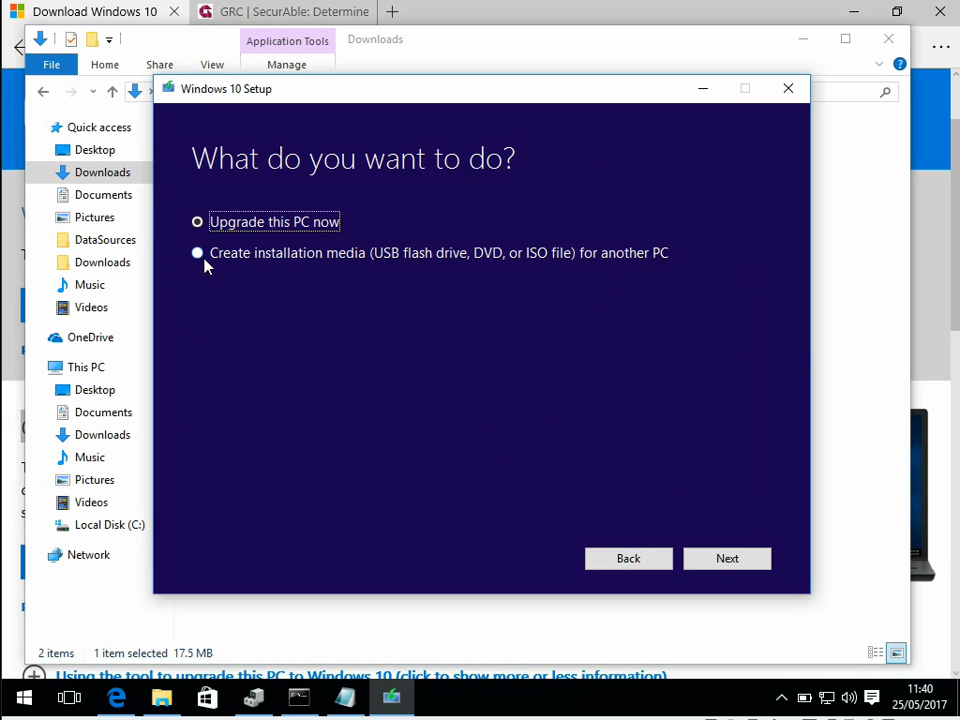 Download Windows 10
GRC | SecurAble: Determine
Application Tools
Downloads
File
Home
Share
View
Manage
Windows 10 Setup
What do you want to do?
Upgrade this PC now
Create installation media (USB flash drive, DVD, or ISO file) for another PC
Back
Next
Quick access
Desktop
Downloads
Documents
Pictures
DataSources
Downloads
Music
Videos
OneDrive
This PC
Desktop
Documents
Downloads
Music
Pictures
Videos
Local Disk (C:)
Network
2 items
1 item selected 17.5 MB
Using the tool to upgrade this PC to Windows 10 (click to show more or less information)
11:40
25/05/2017